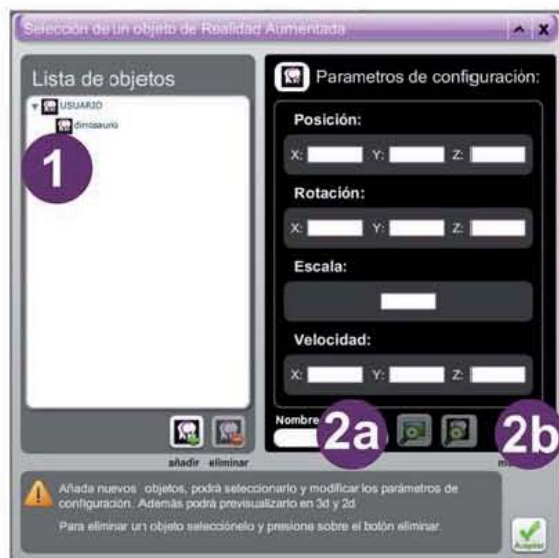 Selección de un objeto de Realidad Aumentada
X
Lista de objetos
USUARIO
dinosaurio
1
añadir eliminar
Parametros de configuración:
Posición:
X: Y: Z:
Rotación:
X: Y: Z:
Escala:
Velocidad:
X: Y: Z:
Nombre
2a
2b
Añada nuevos objetos, podrá seleccionarlo y modificar los parámetros de
configuración. Además podrá previsualizarlo en 3d y 2d
Para eliminar un objeto selecciónelo y presione sobre el botón eliminar.
Aceptar